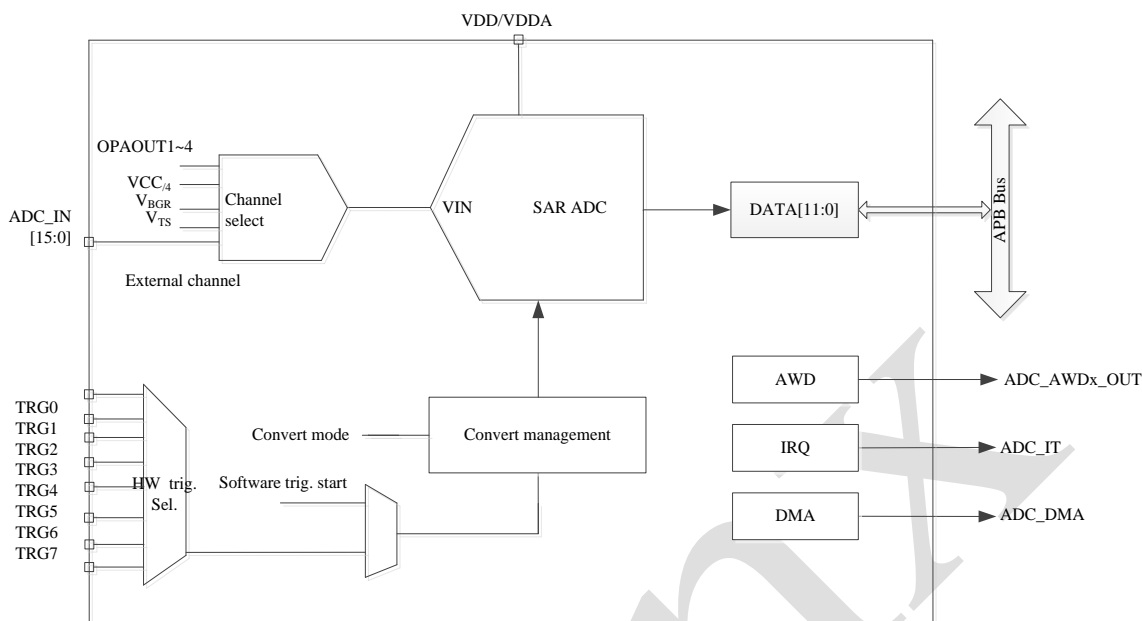 VDD/VDDA
OPAOUT1~4
VCC/4
VBGR
VTS
Channel
select
ADC_IN
[15:0]
External channel
VIN
SAR ADC
DATA[11:0]
APB Bus
AWD
ADC_AWDx_OUT
TRG0
TRG1
TRG2
TRG3
TRG4
TRG5
TRG6
TRG7
HW trig.
Sel.
Convert mode
Convert management
Software trig. start
IRQ
ADC_IT
DMA
ADC_DMA